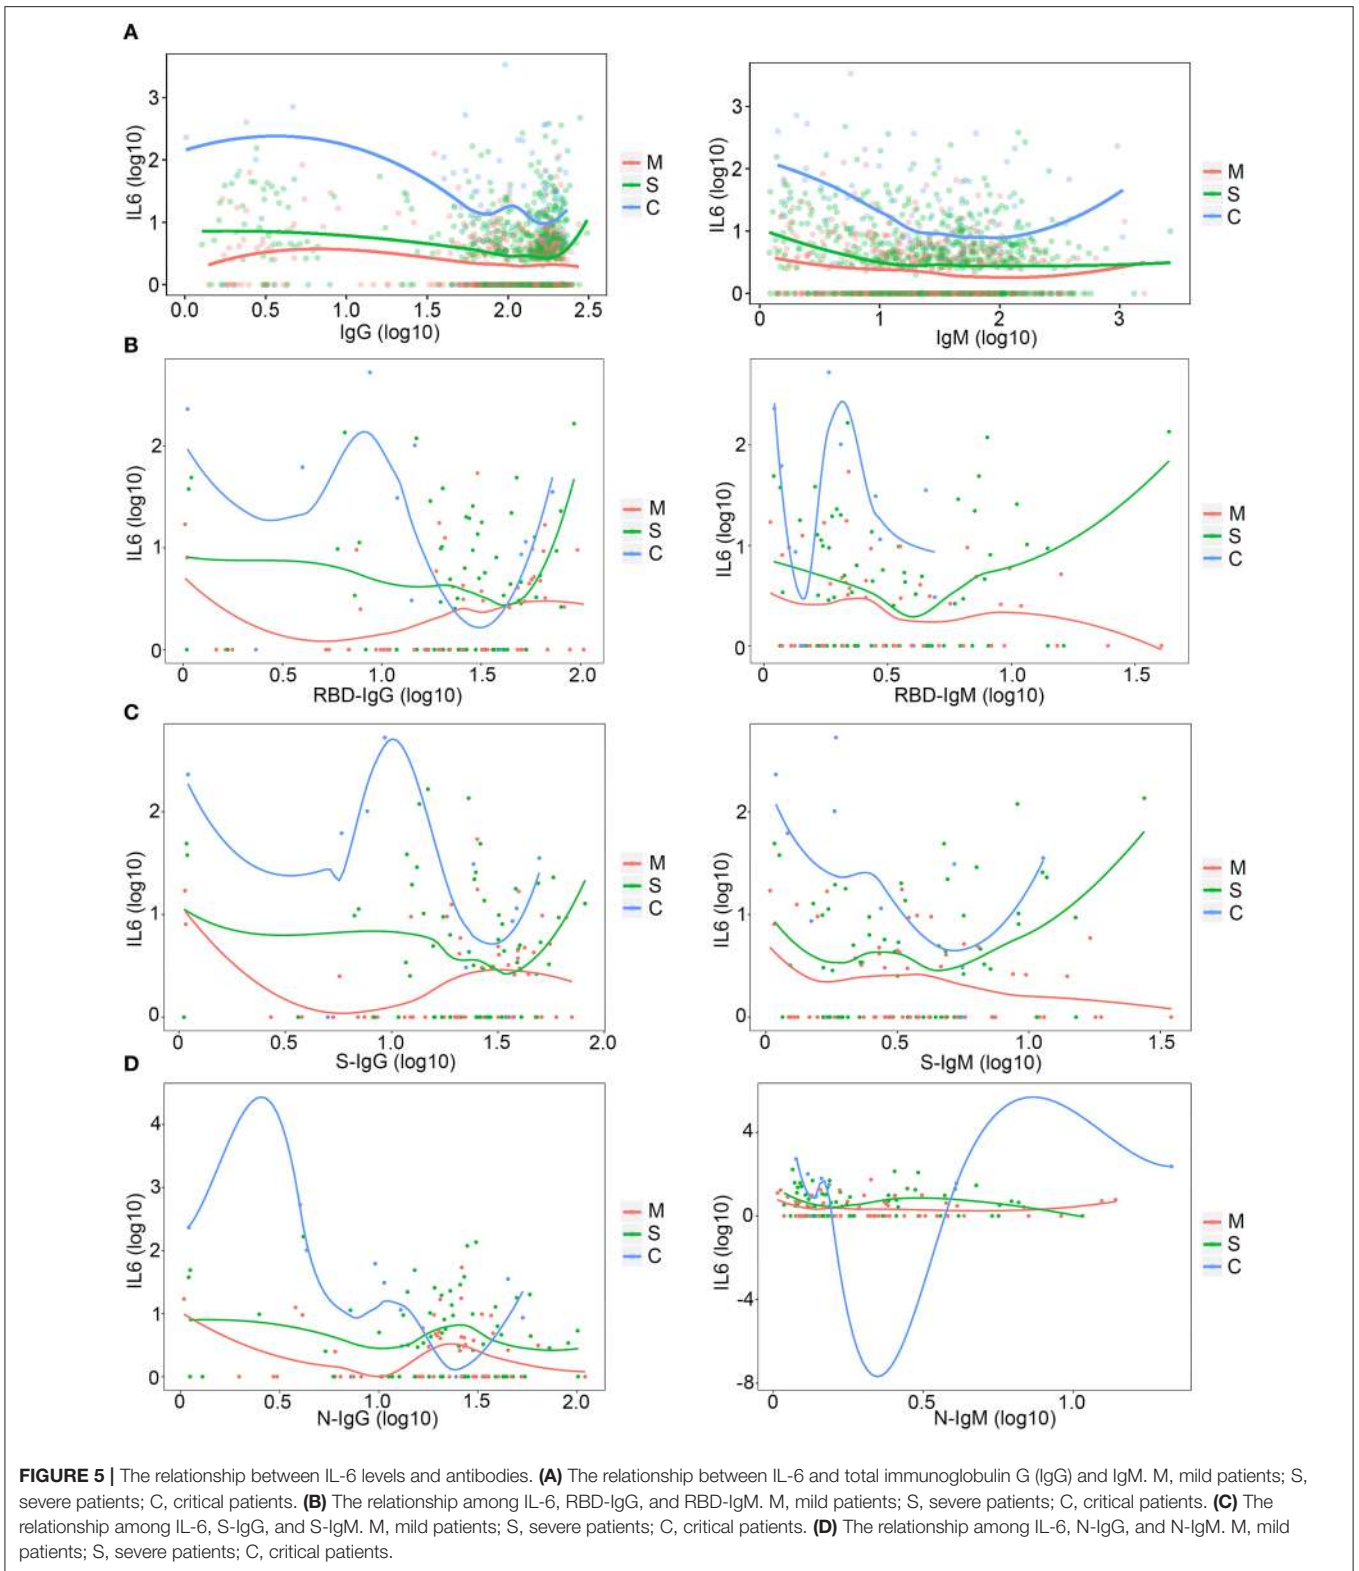 A
IL6 (log10)
3
2
1
0
0.0 0.5 1.0 1.5 2.0 2.5
IgG (log10)
M
S
C
IL6 (log10)
3
2
1
0
0 1 2 3
IgM (log10)
M
S
C
B
IL6 (log10)
2
1
0
0 0.5 1.0 1.5 2.0
RBD-IgG (log10)
M
S
C
IL6 (log10)
2
1
0
0 0.5 1.0 1.5
RBD-IgM (log10)
M
S
C
C
IL6 (log10)
2
1
0
0 0.5 1.0 1.5 2.0
S-IgG (log10)
M
S
C
IL6 (log10)
2
1
0
0 0.5 1.0 1.5
S-IgM (log10)
M
S
C
D
IL6 (log10)
4
3
2
1
0
0 0.5 1.0 1.5 2.0
N-IgG (log10)
M
S
C
IL6 (log10)
4
0
-4
-8
0 0.5 1.0
N-IgM (log10)
M
S
C
FIGURE 5 | The relationship between IL-6 levels and antibodies. (A) The relationship between IL-6 and total immunoglobulin G (IgG) and IgM. M, mild patients; S,
severe patients; C, critical patients. (B) The relationship among IL-6, RBD-IgG, and RBD-IgM. M, mild patients; S, severe patients; C, critical patients. (C) The
relationship among IL-6, S-IgG, and S-IgM. M, mild patients; S, severe patients; C, critical patients. (D) The relationship among IL-6, N-IgG, and N-IgM. M, mild
patients; S, severe patients; C, critical patients.